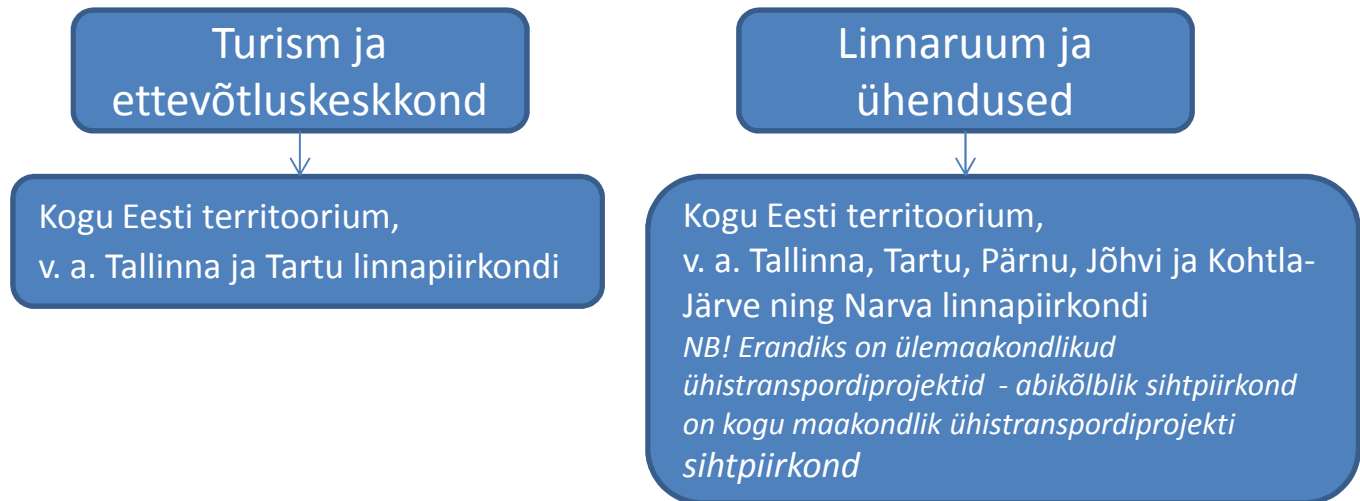 Turism ja
ettevõtluskeskkond
Kogu Eesti territoorium,
v. a. Tallinna ja Tartu linnapiirkondi
Linnaruum ja
ühendused
Kogu Eesti territoorium,
v. a. Tallinna, Tartu, Pärnu, Jõhvi ja Kohtla-
Järve ning Narva linnapiirkondi
NB! Erandiks on ülemaakondlikud
ühistranspordiprojektid - abikõlblik sihtpiirkond
on kogu maakondlik ühistranspordiprojekti
sihtpiirkond